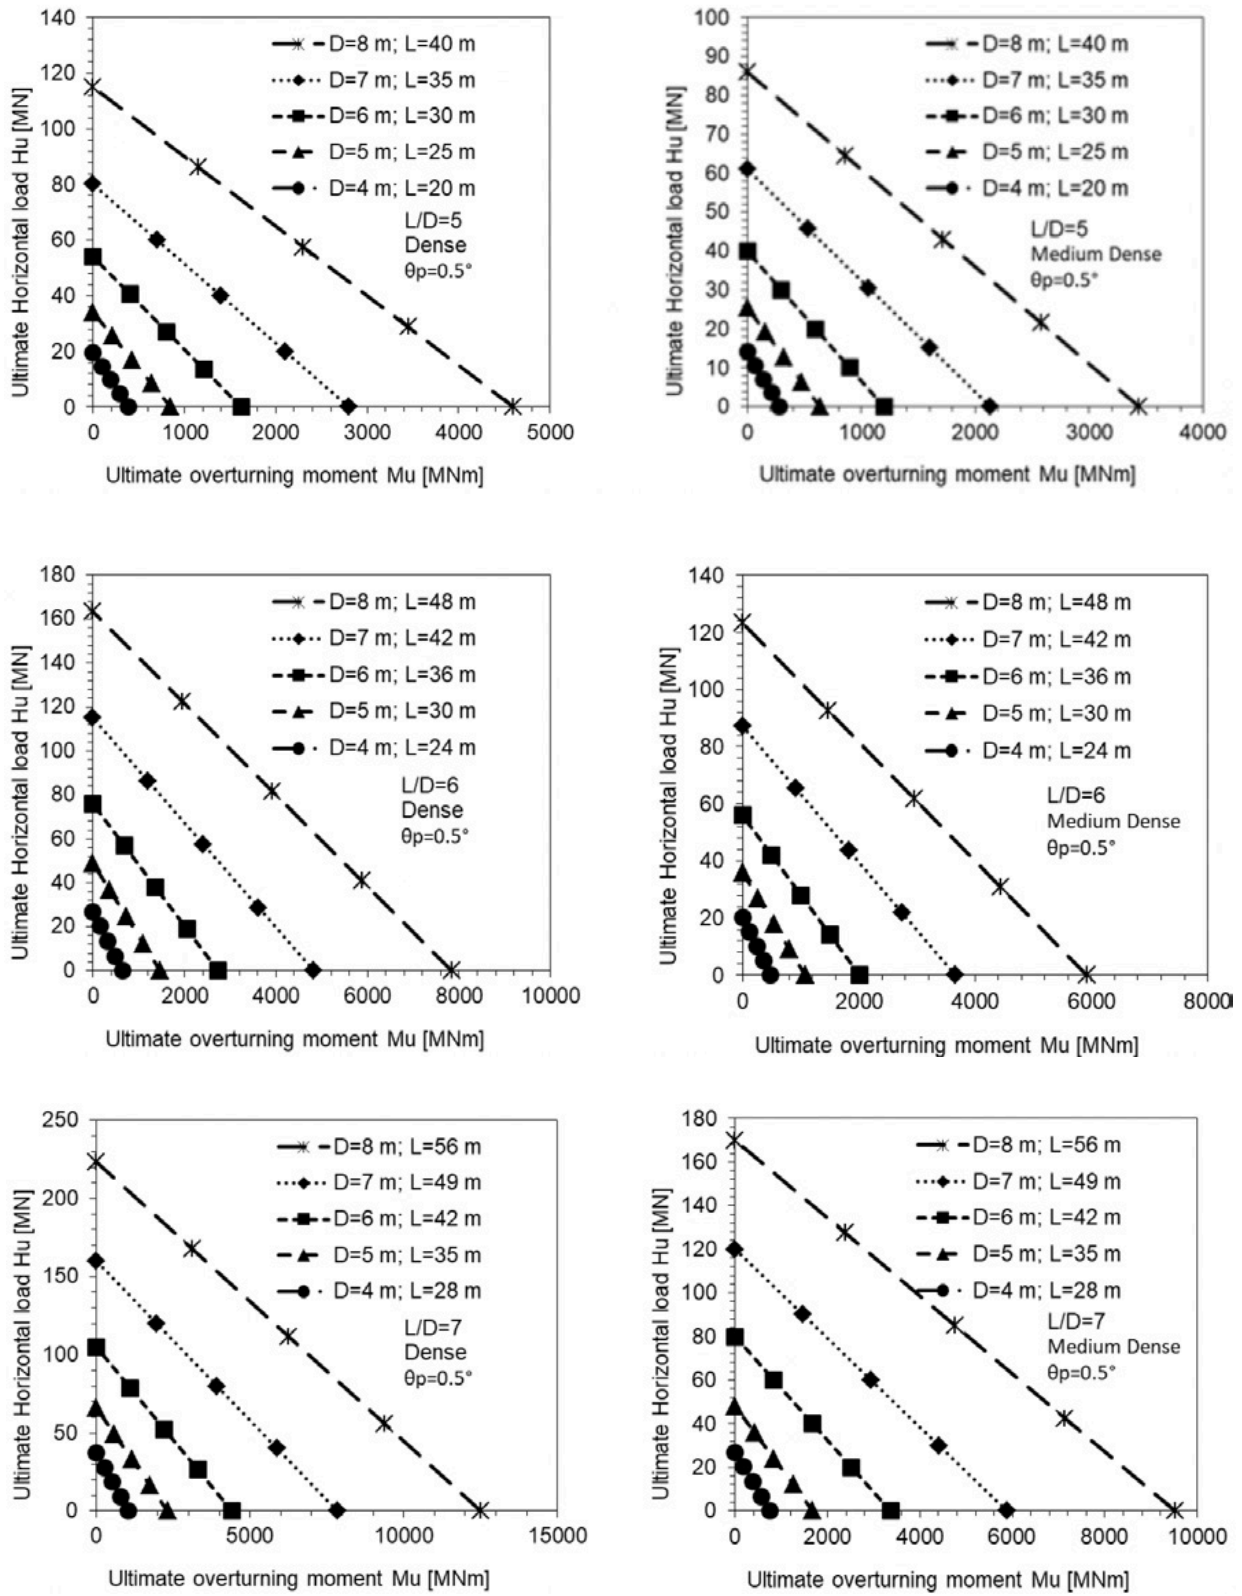 Ultimate Horizontal load Hu [MN]
140
120
100
80
60
40
20
0
D=8 m; L=40 m
D=7 m; L=35 m
D=6 m; L=30 m
D=5 m; L=25 m
D=4 m; L=20 m
L/D=5
Dense
θp=0.5°
0 1000 2000 3000 4000 5000
Ultimate overturning moment Mu [MNm]
Ultimate Horizontal load Hu [MN]
100
90
80
70
60
50
40
30
20
10
0
D=8 m; L=40 m
D=7 m; L=35 m
D=6 m; L=30 m
D=5 m; L=25 m
D=4 m; L=20 m
L/D=5
Medium Dense
θp=0.5°
0 1000 2000 3000 4000
Ultimate overturning moment Mu [MNm]
Ultimate Horizontal load Hu [MN]
180
160
140
120
100
80
60
40
20
0
D=8 m; L=48 m
D=7 m; L=42 m
D=6 m; L=36 m
D=5 m; L=30 m
D=4 m; L=24 m
L/D=6
Dense
θp=0.5°
0 2000 4000 6000 8000 10000
Ultimate overturning moment Mu [MNm]
Ultimate Horizontal load Hu [MN]
140
120
100
80
60
40
20
0
D=8 m; L=48 m
D=7 m; L=42 m
D=6 m; L=36 m
D=5 m; L=30 m
D=4 m; L=24 m
L/D=6
Medium Dense
θp=0.5°
0 2000 4000 6000 8000
Ultimate overturning moment Mu [MNm]
Ultimate Horizontal load Hu [MN]
250
200
150
100
50
0
D=8 m; L=56 m
D=7 m; L=49 m
D=6 m; L=42 m
D=5 m; L=35 m
D=4 m; L=28 m
L/D=7
Dense
θp=0.5°
0 5000 10000 15000
Ultimate overturning moment Mu [MNm]
Ultimate Horizontal load Hu [MN]
180
160
140
120
100
80
60
40
20
0
D=8 m; L=56 m
D=7 m; L=49 m
D=6 m; L=42 m
D=5 m; L=35 m
D=4 m; L=28 m
L/D=7
Medium Dense
θp=0.5°
0 2000 4000 6000 8000 10000
Ultimate overturning moment Mu [MNm]